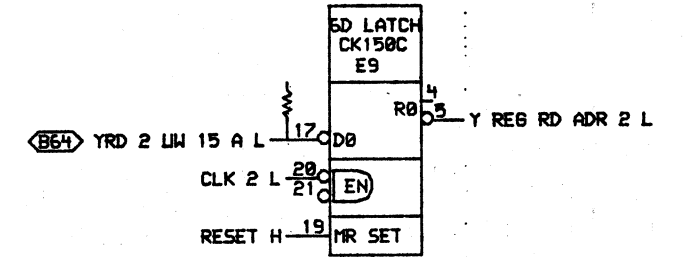 6D LATCH
CK150C
E9
4
R0 5 Y REG RD ADR 2 L
B64 YRD 2 UW 15 A L 17 D0
20
CLK 2 L EN
21
RESET H 19 MR SET